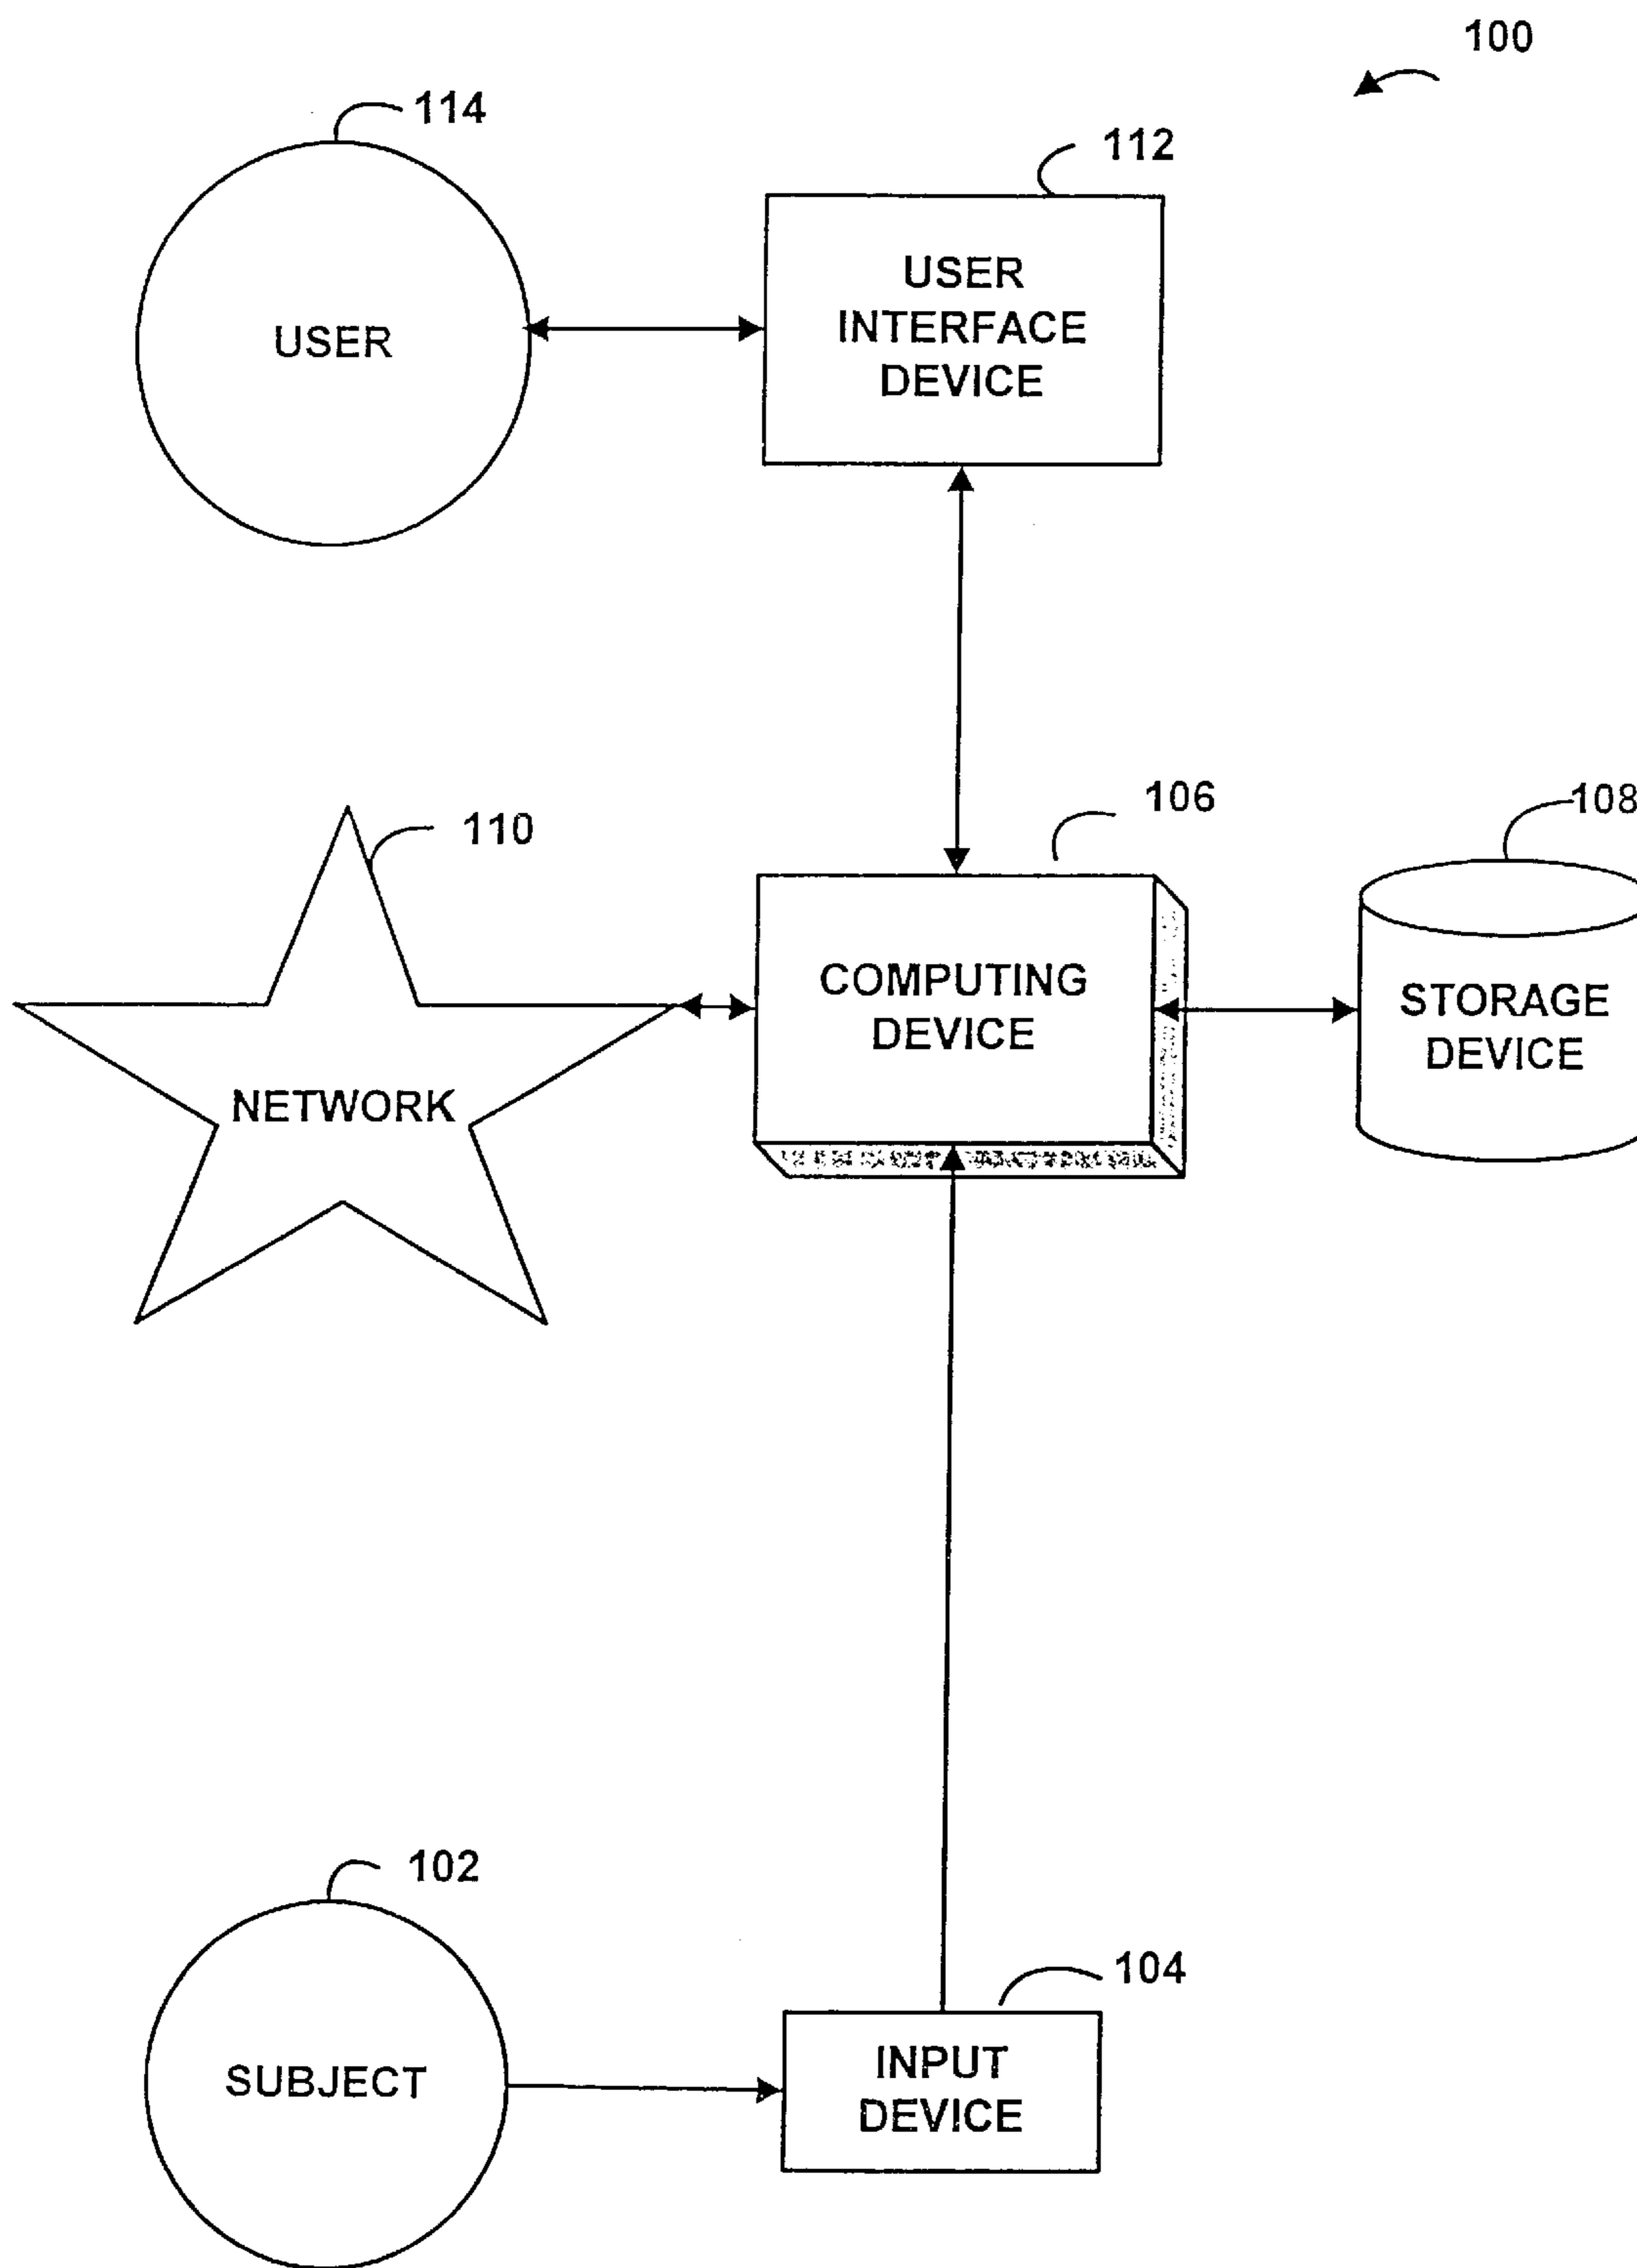 100
114
112
USER
USER
INTERFACE
DEVICE
110
106
108
NETWORK
COMPUTING
DEVICE
STORAGE
DEVICE
102
104
SUBJECT
INPUT
DEVICE